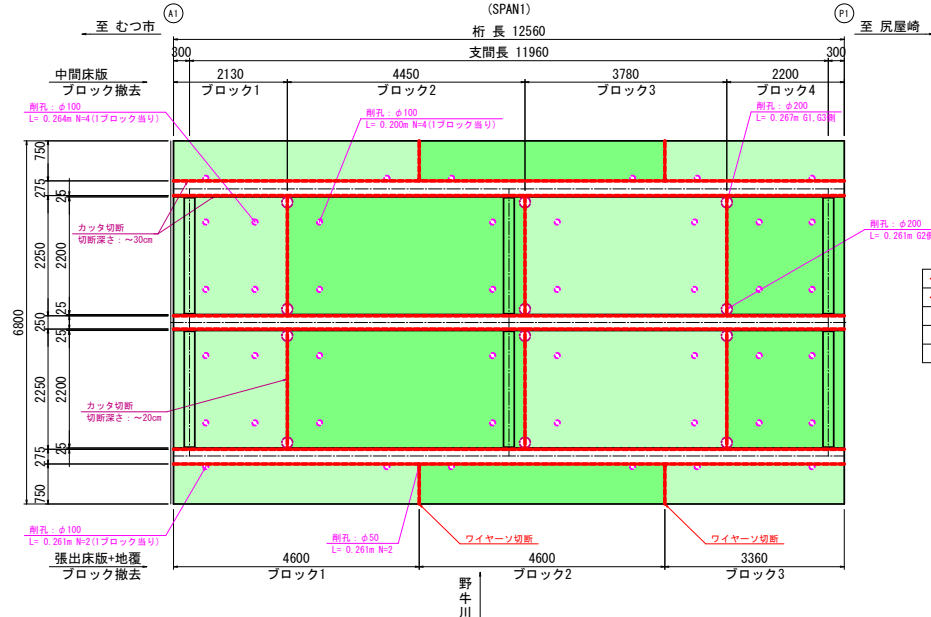 (SPAN1)
A1
P1
至 むつ市
至 尻屋崎
桁 長 12560
300
支間長 11960
300
中間床版
ブロック撤去
2130
4450
3780
2200
ブロック1
ブロック2
ブロック3
ブロック4
削孔：φ100
L= 0.264m N=4(1ブロック当り)
削孔：φ100
L= 0.200m N=4(1ブロック当り)
削孔：φ200
L= 0.267m G1,G3側
750
275
25
カッタ切断
切断深さ：～30cm
2250
2200
削孔：φ200
L= 0.261m G2側
6800
25
250
25
2250
2200
カッタ切断
切断深さ：～20cm
25
275
750
削孔：φ100
L= 0.261m N=2(1ブロック当り)
削孔：φ50
L= 0.261m N=2
ワイヤーソ切断
ワイヤーソ切断
張出床版+地覆
ブロック撤去
4600
4600
3360
ブロック1
ブロック2
ブロック3
野牛川